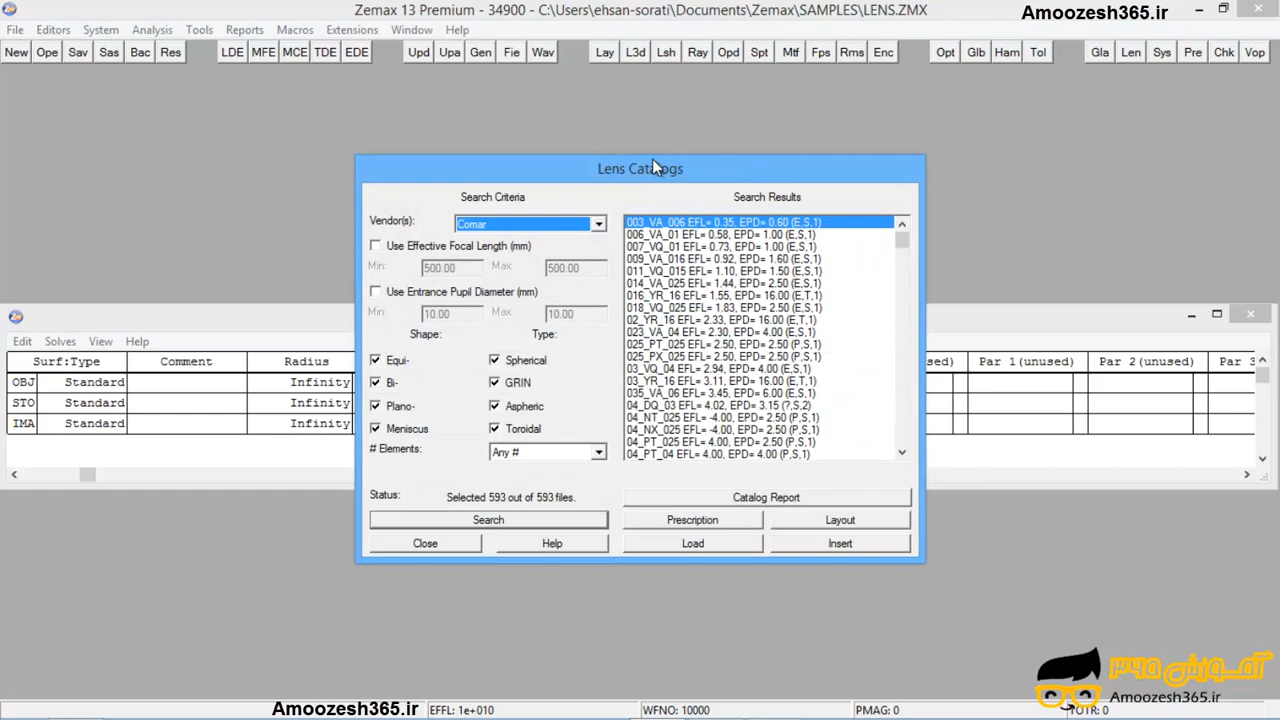 Zemax 13 Premium - 34900 - C:\Users\ehsan-sorati\Documents\Zemax\SAMPLES\LENS.ZMX
Amoozesh365.ir
File Editors System Analysis Tools Reports Macros Extensions Window Help
New Ope Sav Sas Bac Res LDE MFE MCE TDE EDE Upd Upa Gen Fie Wav Lay L3d Lsh Ray Opd Spt Mtf Fps Rms Enc Opt Glb Ham Tol Gla Len Sys Pre Chk Vop
Lens Catalogs
Search Criteria
Vendor(s): Comar
Use Effective Focal Length (mm)
Min: 500.00 Max: 500.00
Use Entrance Pupil Diameter (mm)
Min: 10.00 Max: 10.00
Shape: Type:
Equi- Spherical
Bi- GRIN
Plano- Aspheric
Meniscus Toroidal
# Elements: Any #
Status: Selected 593 out of 593 files.
Search
Close Help
Search Results
003_VA_006 EFL= 0.35, EPD= 0.60 (E,S,1)
006_VQ_01 EFL= 0.58, EPD= 1.00 (E,S,1)
007_VQ_01 EFL= 0.73, EPD= 1.00 (E,S,1)
009_VA_016 EFL= 0.92, EPD= 1.60 (E,S,1)
011_VQ_015 EFL= 1.10, EPD= 1.50 (E,S,1)
014_VA_025 EFL= 1.44, EPD= 2.50 (E,S,1)
016_YR_16 EFL= 1.55, EPD= 16.00 (E,T,1)
018_VQ_025 EFL= 1.83, EPD= 2.50 (E,S,1)
02_YR_16 EFL= 2.33, EPD= 16.00 (E,T,1)
023_VA_04 EFL= 2.30, EPD= 4.00 (E,S,1)
025_PT_025 EFL= 2.50, EPD= 2.50 (P,S,1)
025_PX_025 EFL= 2.50, EPD= 2.50 (P,S,1)
03_VQ_04 EFL= 2.94, EPD= 4.00 (E,S,1)
03_YR_16 EFL= 3.11, EPD= 16.00 (E,T,1)
035_VA_06 EFL= 3.45, EPD= 6.00 (E,S,1)
04_DQ_03 EFL= 4.02, EPD= 3.15 (?,S,2)
04_NT_025 EFL= -4.00, EPD= 2.50 (P,S,1)
04_NX_025 EFL= -4.00, EPD= 2.50 (P,S,1)
04_PT_025 EFL= 4.00, EPD= 2.50 (P,S,1)
04_PT_04 EFL= 4.00, EPD= 4.00 (P,S,1)
Catalog Report
Prescription Layout
Load Insert
Edit Solves View Help
Surf:Type Comment Radius Par 1(unused) Par 2(unused)
OBJ Standard Infinity
STO Standard Infinity
IMA Standard Infinity
آموزش ۳۶۵
Amoozesh365.ir
Amoozesh365.ir EFFL: 1e+010 WFNO: 10000 PMAG: 0 TOTR: 0